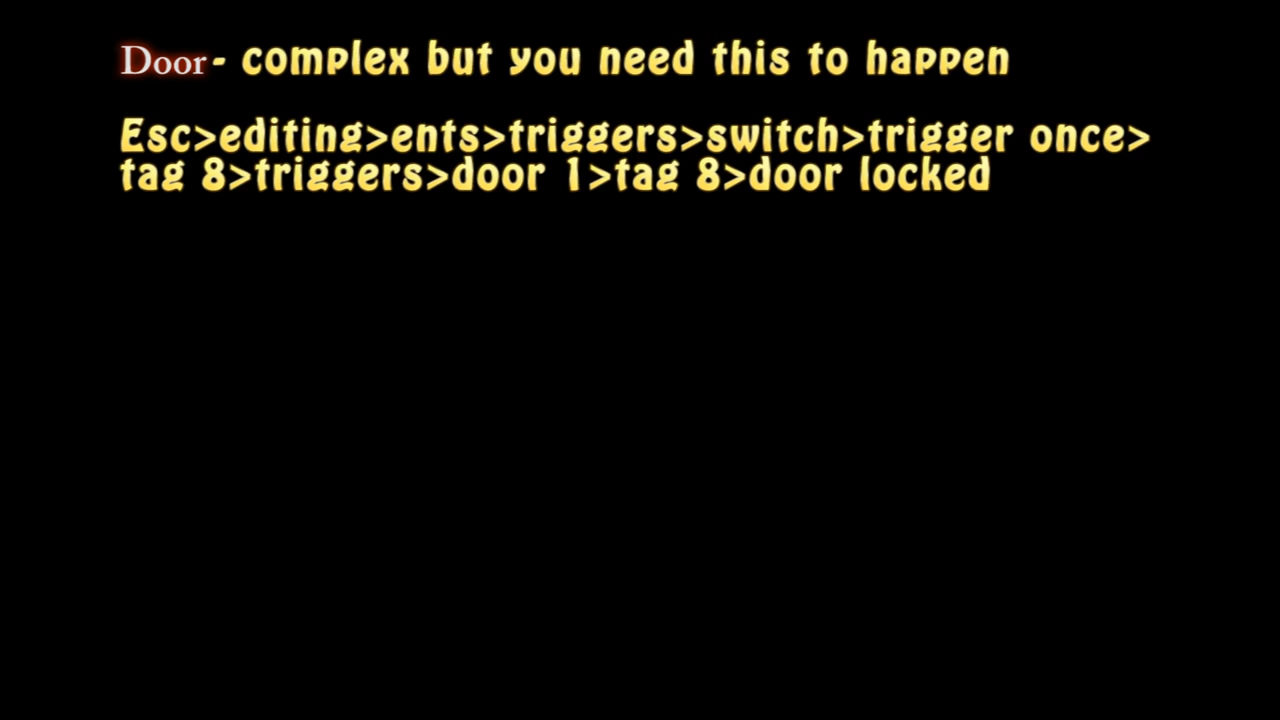 Door- complex but you need this to happen
Esc>editing>ents>triggers>switch>trigger once>
tag 8>triggers>door 1>tag 8>door locked